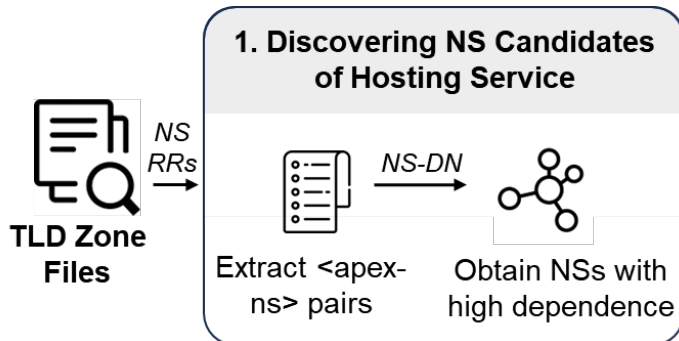 1. Discovering NS Candidates
of Hosting Service
NS
RRs
NS-DN
TLD Zone
Files
Extract <apex-
ns> pairs
Obtain NSs with
high dependence